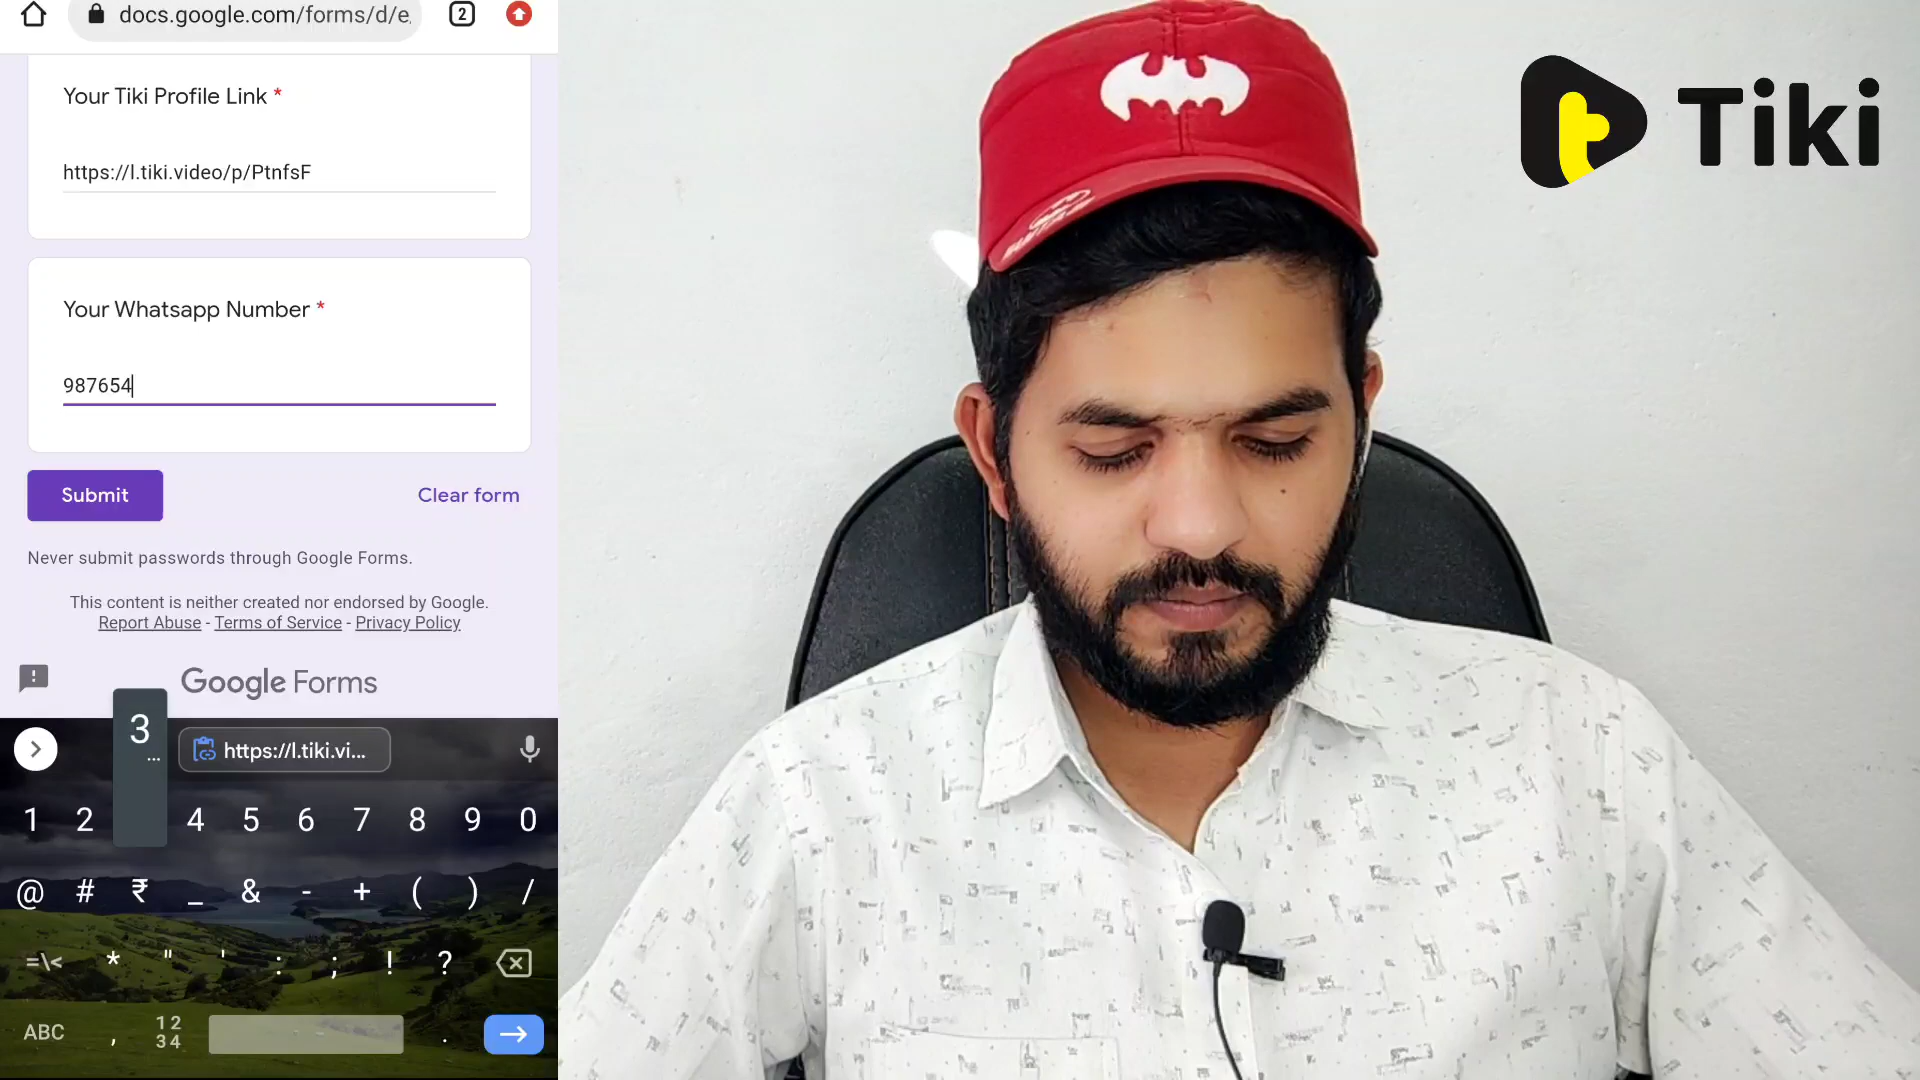 docs.google.com/forms/d/e
2
Your Tiki Profile Link *
https://l.tiki.video/p/PtnfsF
Your Whatsapp Number *
987654
Submit
Clear form
Never submit passwords through Google Forms.
This content is neither created nor endorsed by Google.
Report Abuse - Terms of Service - Privacy Policy
Google Forms
3
...
https://l.tiki.vi...
1 2 4 5 6 7 8 9 0
@ # ₹ _ & - + ( ) /
=\< * " ' : ; ! ?
ABC , 12 34 .
Tiki